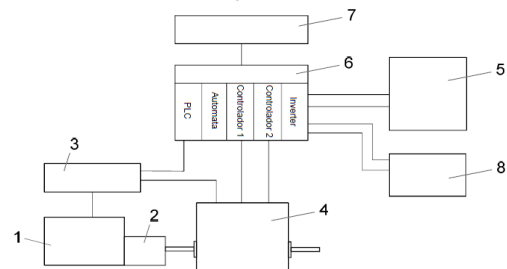 7
6
5
PLC
Automata
Controlador 1
Controlador 2
Inverter
3
8
4
1
2